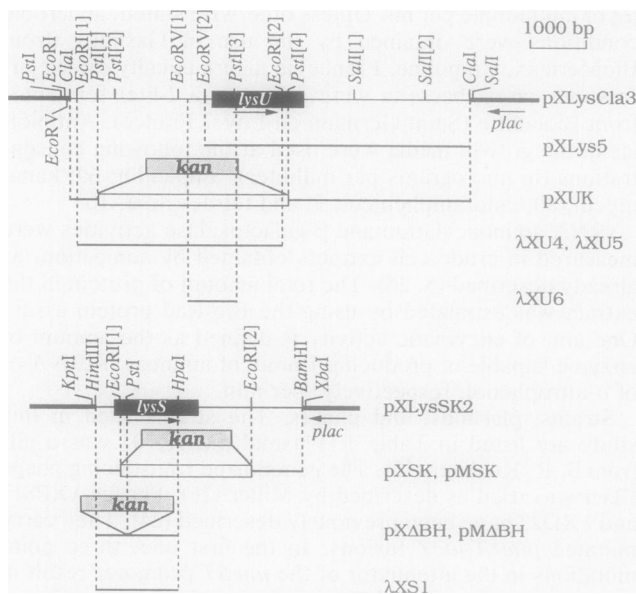 PstI
EcoRI
ClaI
EcoRI[1]
PstI[1]
PstI[2]
EcoRV[1]
EcoRV[2]
PstI[3]
EcoRI[2]
PstI[4]
SalI[1]
SalI[2]
ClaI
SalI
1000 bp
lysU
pXLysCla3
EcoRV
plac
pXLys5
kan
pXUK
λXU4, λXU5
λXU6
KpnI
HindIII
EcoRI[1]
PstI
HpaI
EcoRI[2]
BamHI
XbaI
lysS
pXLysSK2
plac
kan
pXSK, pMSK
kan
pXΔBH, pMΔBH
λXS1